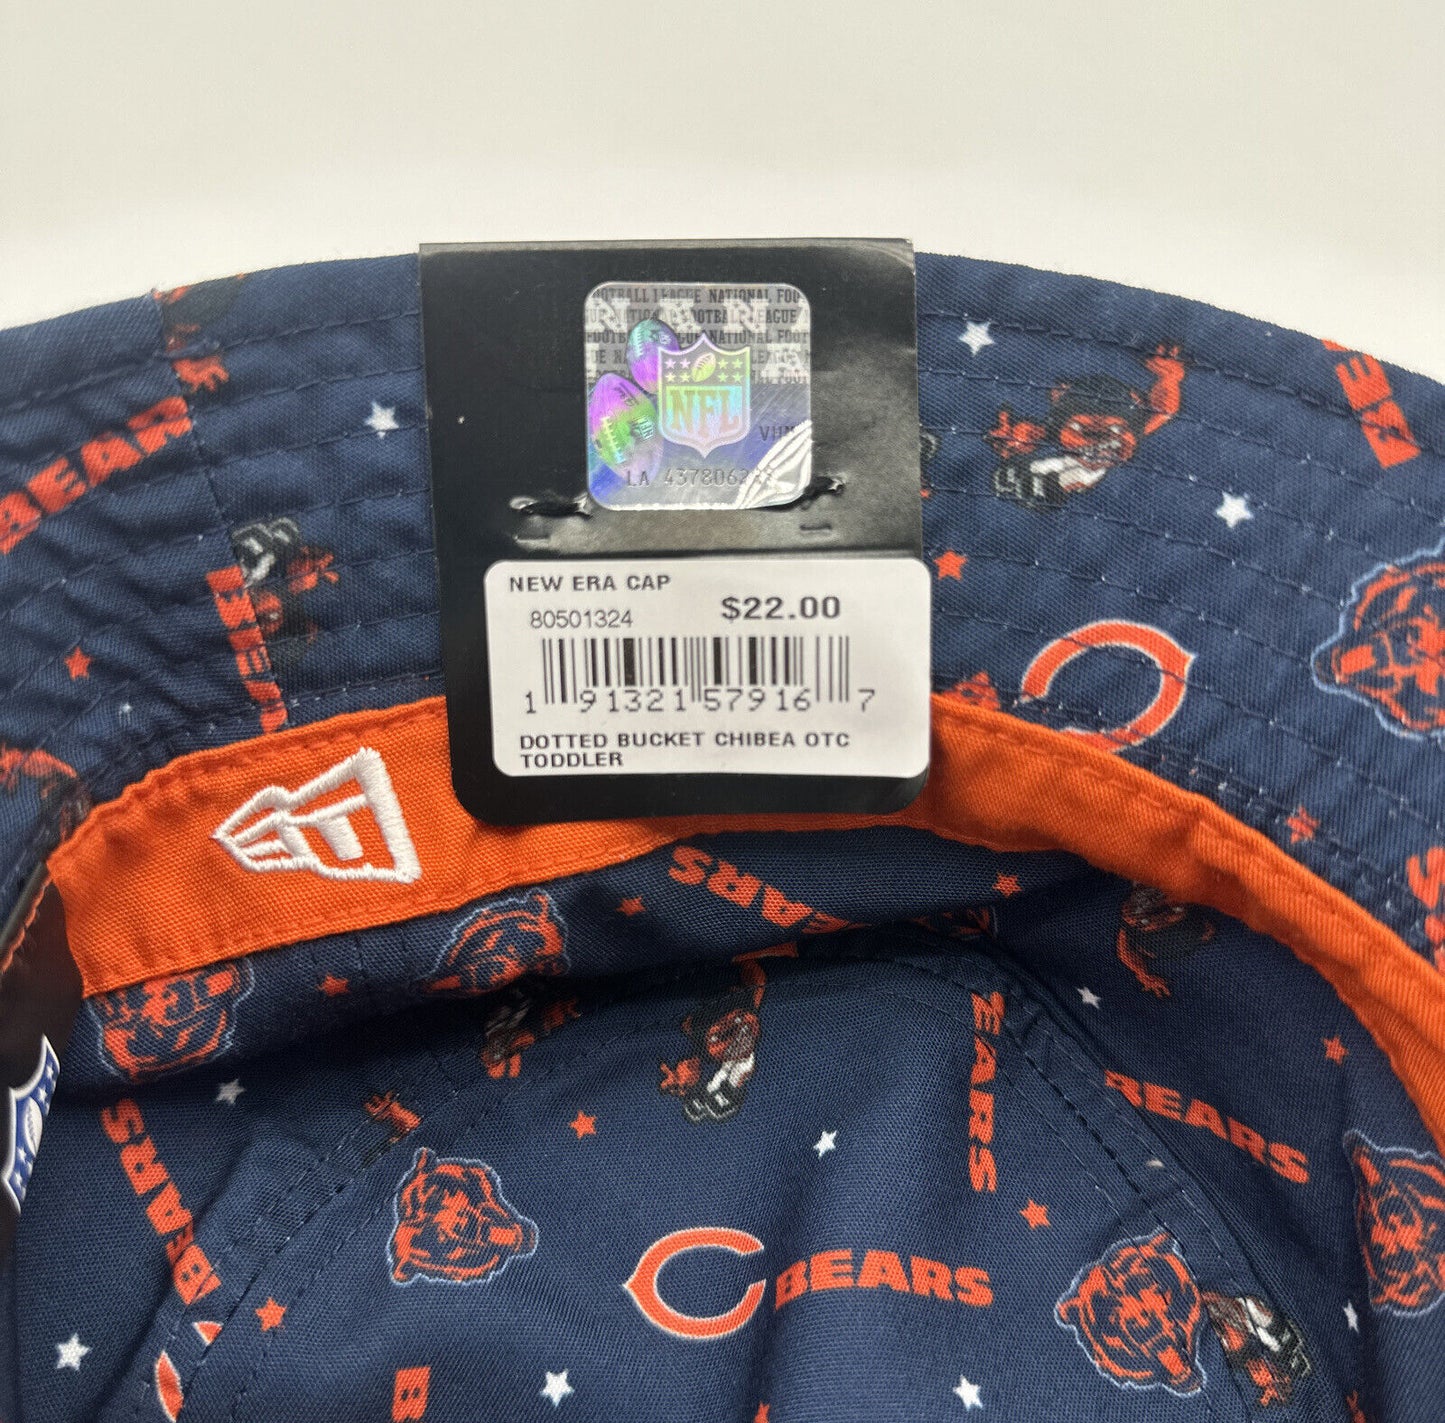 NFL
NEW ERA CAP
80501324
$22.00
1 91321 57916 7
DOTTED BUCKET CHIBEA OTC
TODDLER
BEARS
BEARS
BEARS
BEARS
BEARS
BEARS